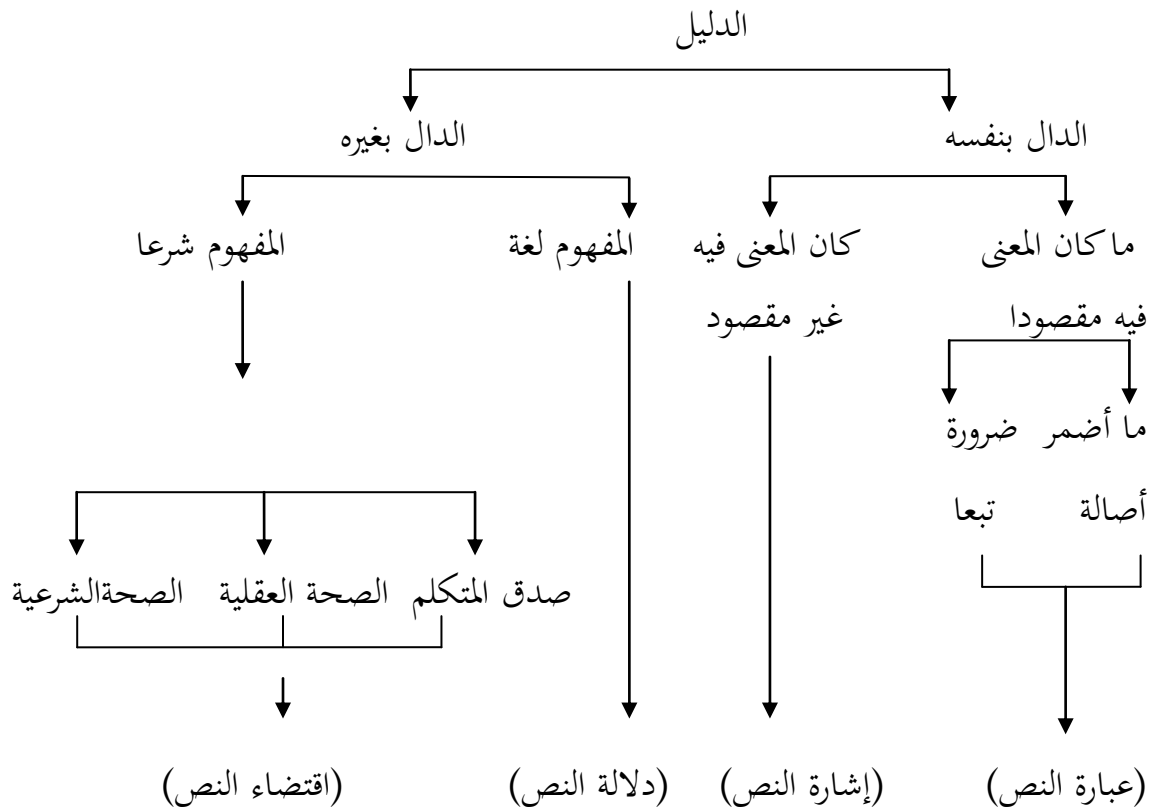 الدليل
الدال بنفسه الدال بغيره
ما كان المعنى كان المعنى فيه المفهوم لغة المفهوم شرعا
فيه مقصودا غير مقصود
ما أضمر ضرورة
أصالة تبعا
صدق المتكلم الصحة العقلية الصحةالشرعية
(عبارة النص) (إشارة النص) (دلالة النص) (اقتضاء النص)